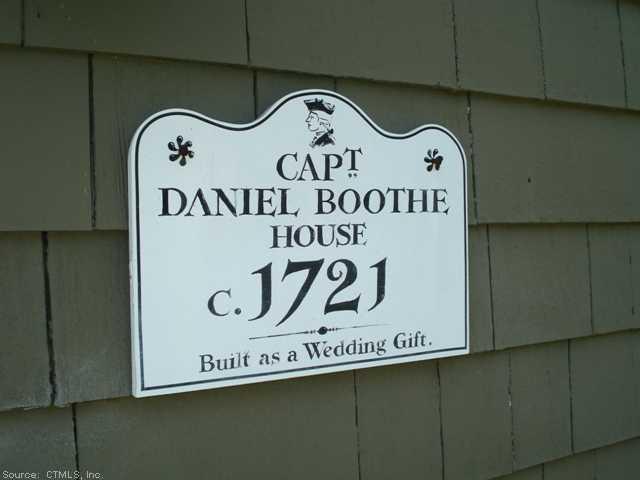 CAPT.
DANIEL BOOTHE
HOUSE
C. 1721
Built as a Wedding Gift.
Source: CTMLS, Inc.